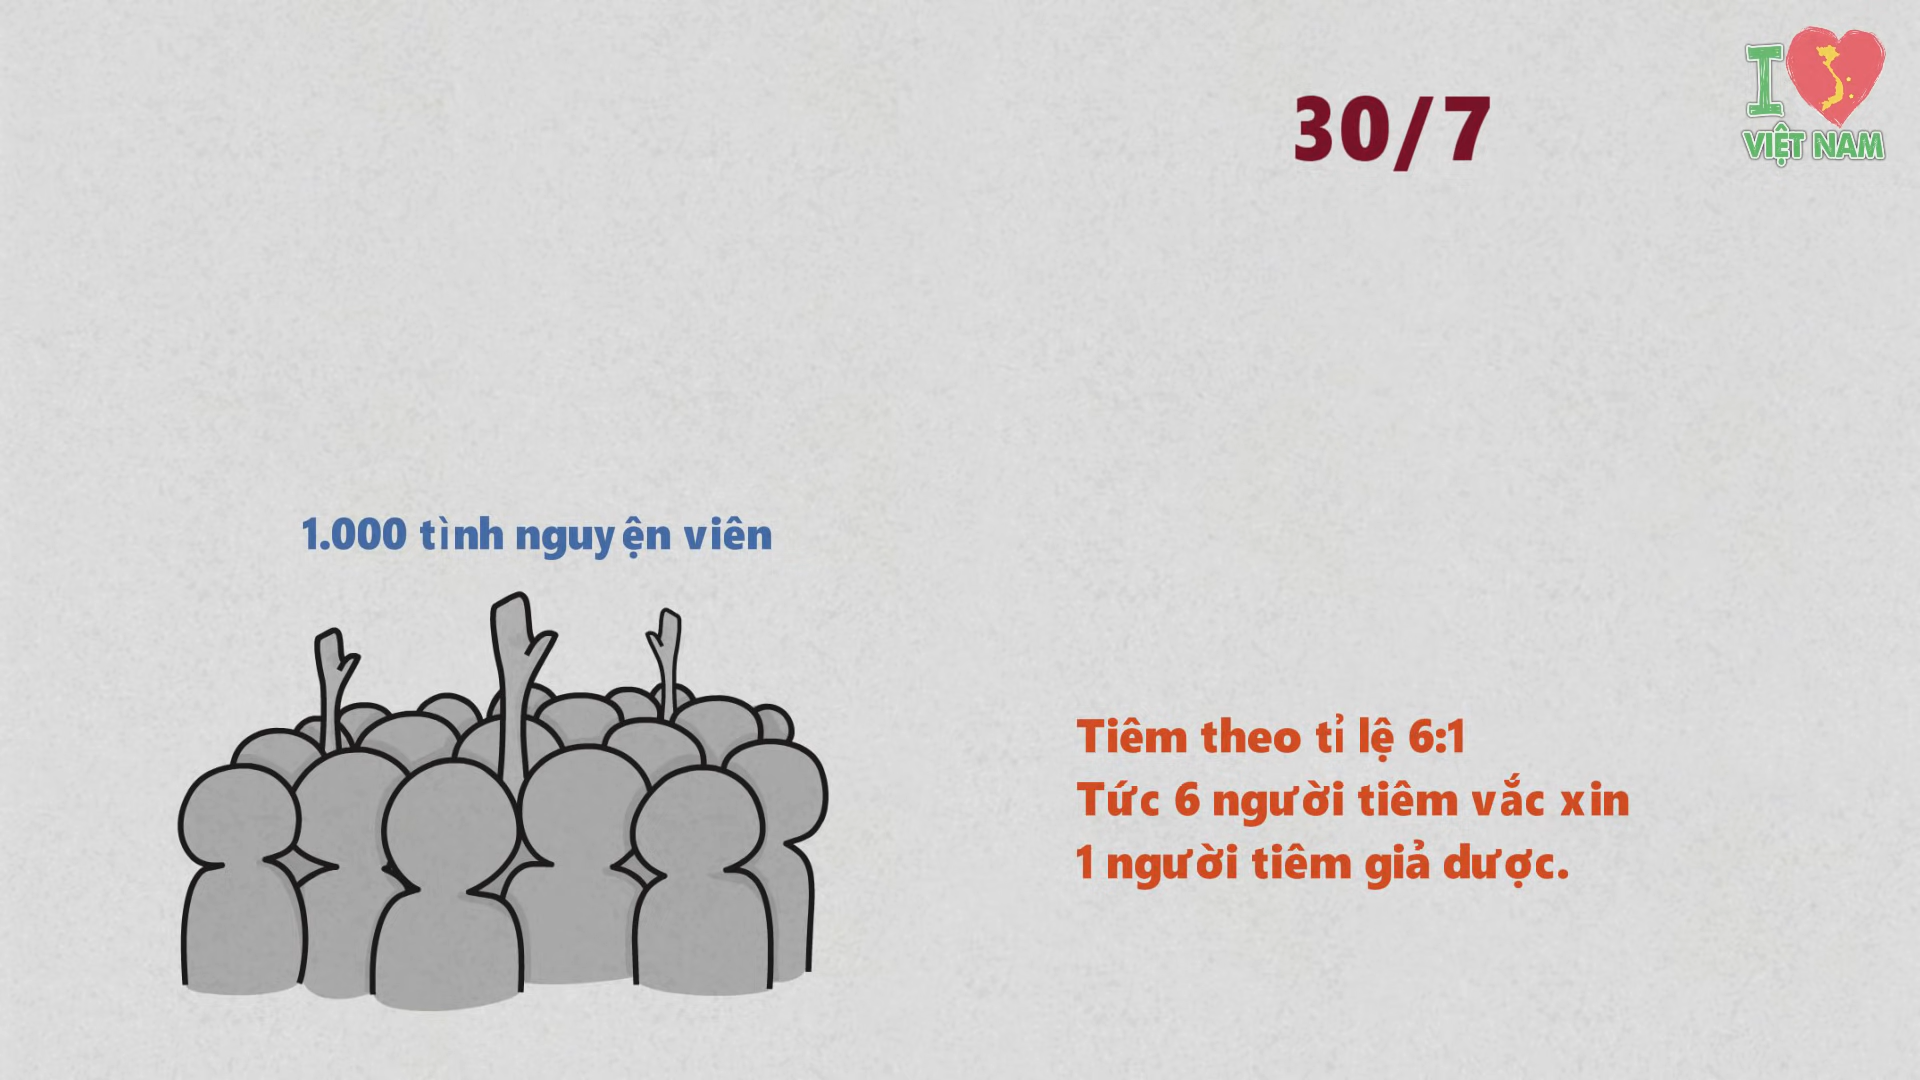 30/7
I
VIỆT NAM
1.000 tình nguyện viên
Tiêm theo tỉ lệ 6:1
Tức 6 người tiêm vắc xin
1 người tiêm giả dược.